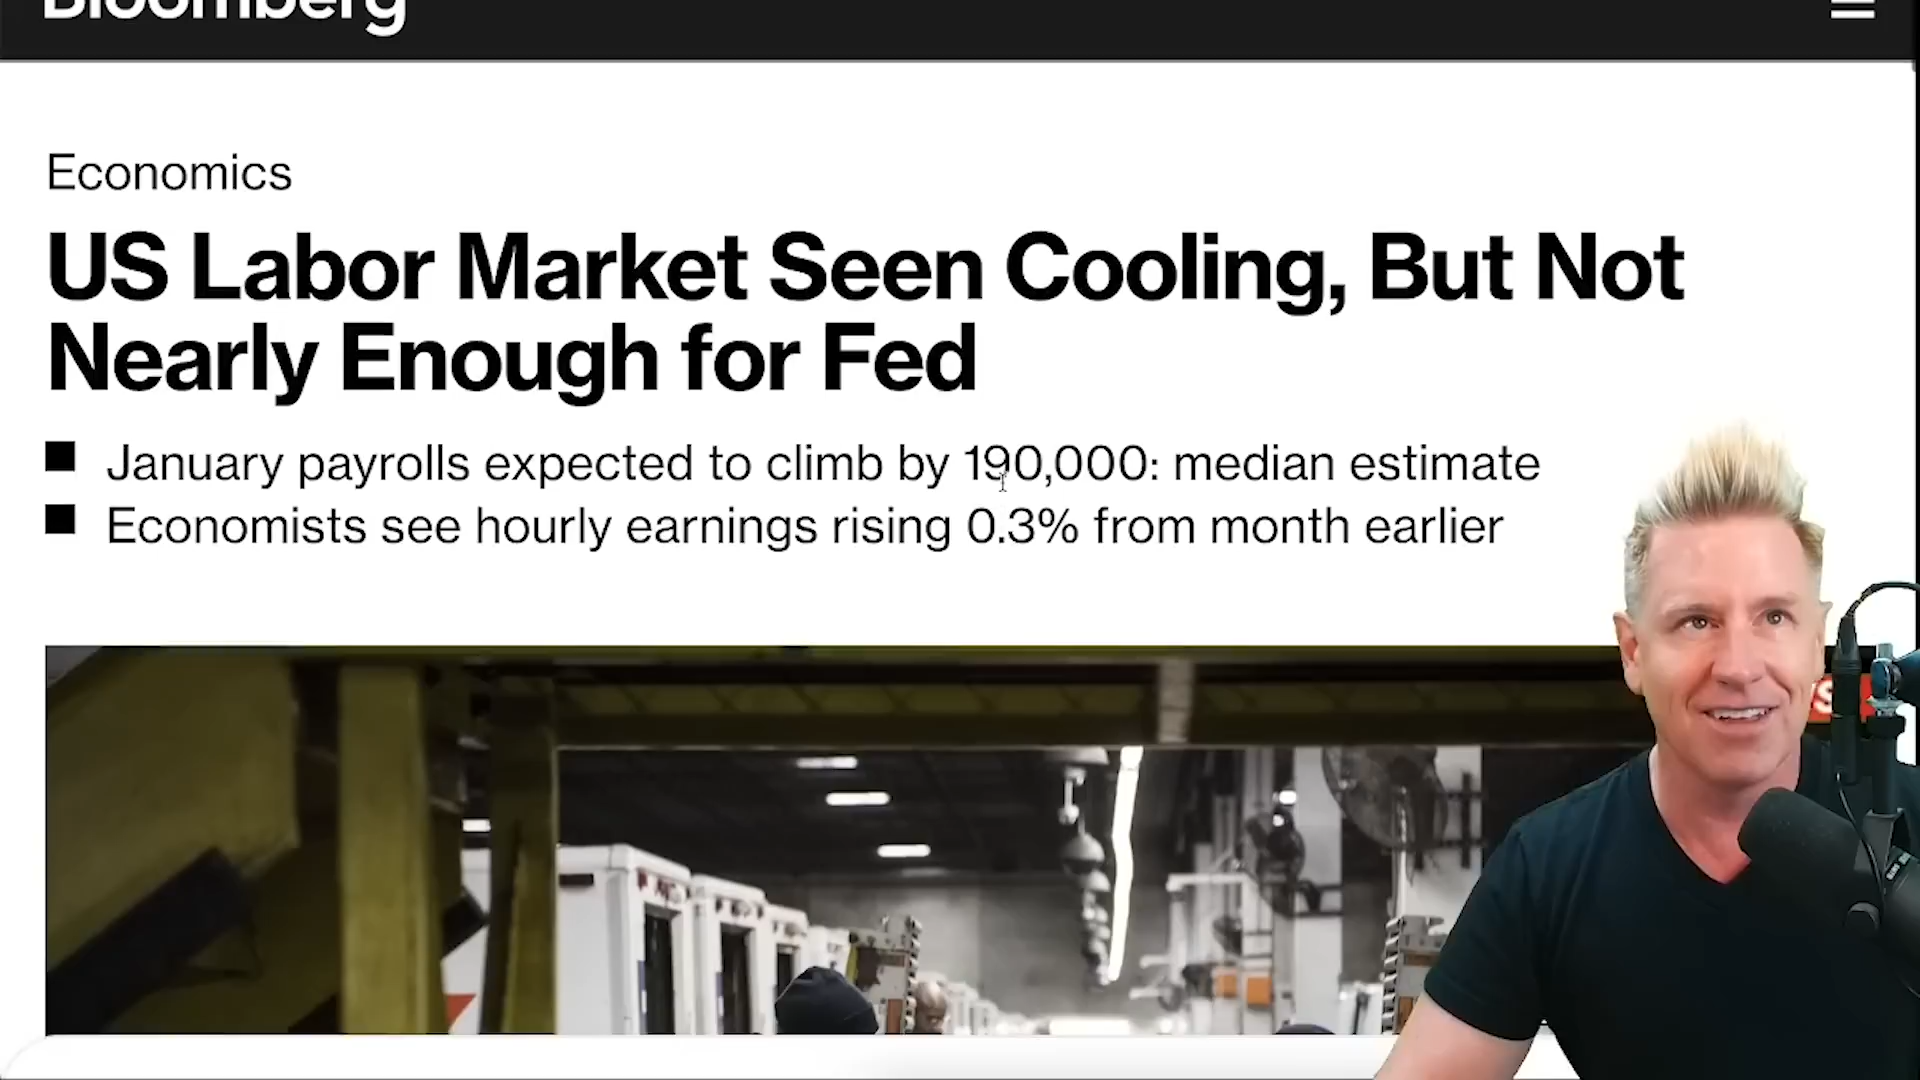 Bloomberg
Economics
US Labor Market Seen Cooling, But Not
Nearly Enough for Fed
January payrolls expected to climb by 190,000: median estimate
Economists see hourly earnings rising 0.3% from month earlier